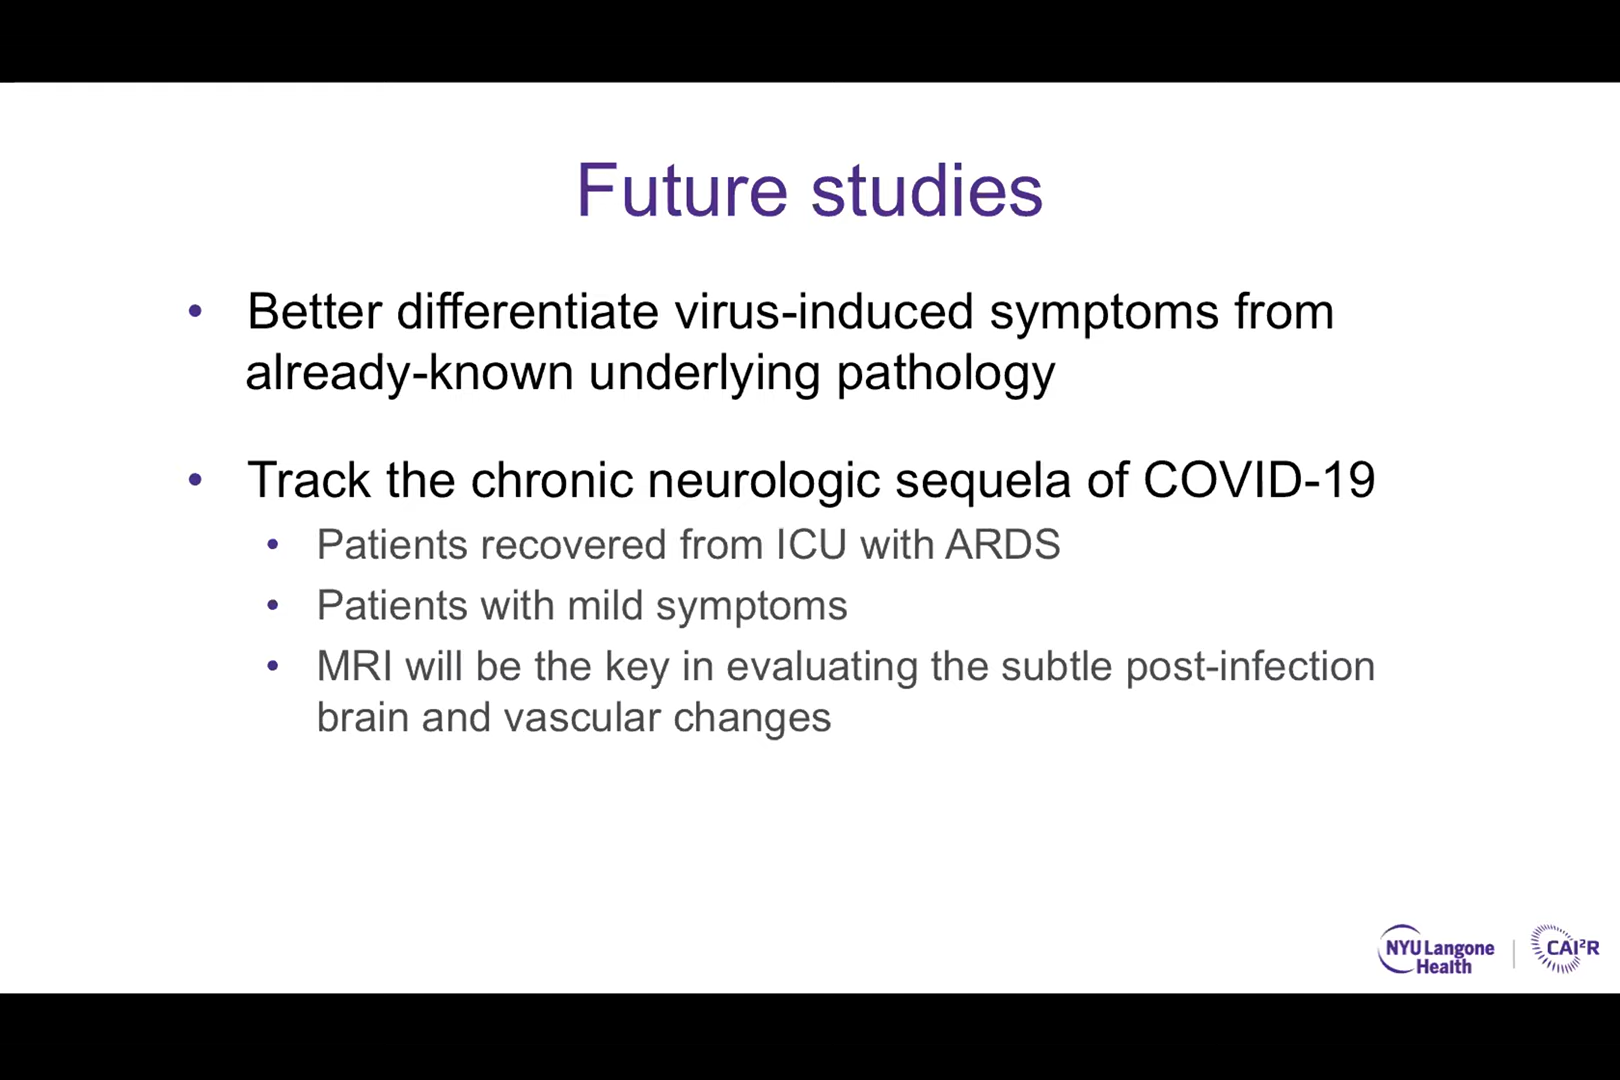 Future studies
• Better differentiate virus-induced symptoms from
already-known underlying pathology
• Track the chronic neurologic sequela of COVID-19
• Patients recovered from ICU with ARDS
• Patients with mild symptoms
• MRI will be the key in evaluating the subtle post-infection
brain and vascular changes
NYU Langone
Health
CAI²R